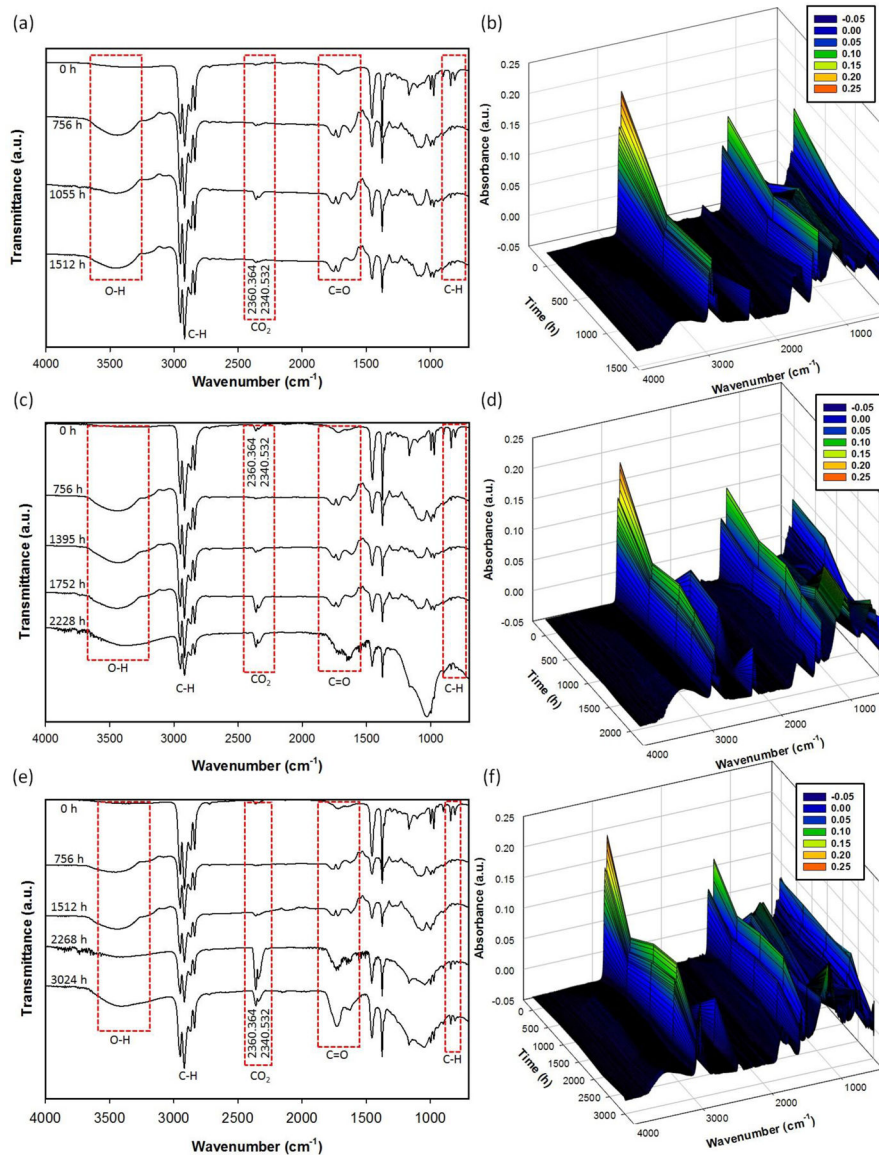 (a)
Transmittance (a.u.)
0 h
756 h
1055 h
1512 h
O-H
C-H
2360.364
2340.532
CO2
C=O
C-H
4000 3500 3000 2500 2000 1500 1000
Wavenumber (cm-1)
(b)
-0.05
0.00
0.05
0.10
0.15
0.20
0.25
Absorbance (a.u.)
0.25
0.20
0.15
0.10
0.05
0.00
-0.05
0
500
1000
1500
Time (h)
4000 3000 2000 1000
Wavenumber (cm-1)
(c)
Transmittance (a.u.)
0 h
756 h
1395 h
1752 h
2228 h
O-H
C-H
2360.364
2340.532
CO2
C=O
C-H
4000 3500 3000 2500 2000 1500 1000
Wavenumber (cm-1)
(d)
-0.05
0.00
0.05
0.10
0.15
0.20
0.25
Absorbance (a.u.)
0.25
0.20
0.15
0.10
0.05
0.00
-0.05
0
500
1000
1500
2000
Time (h)
4000 3000 2000 1000
Wavenumber (cm-1)
(e)
Transmittance (a.u.)
0 h
756 h
1512 h
2268 h
3024 h
O-H
C-H
2360.364
2340.532
CO2
C=O
C-H
4000 3500 3000 2500 2000 1500 1000
Wavenumber (cm-1)
(f)
-0.05
0.00
0.05
0.10
0.15
0.20
0.25
Absorbance (a.u.)
0.25
0.20
0.15
0.10
0.05
0.00
-0.05
0
500
1000
1500
2000
2500
3000
Time (h)
4000 3000 2000 1000
Wavenumber (cm-1)